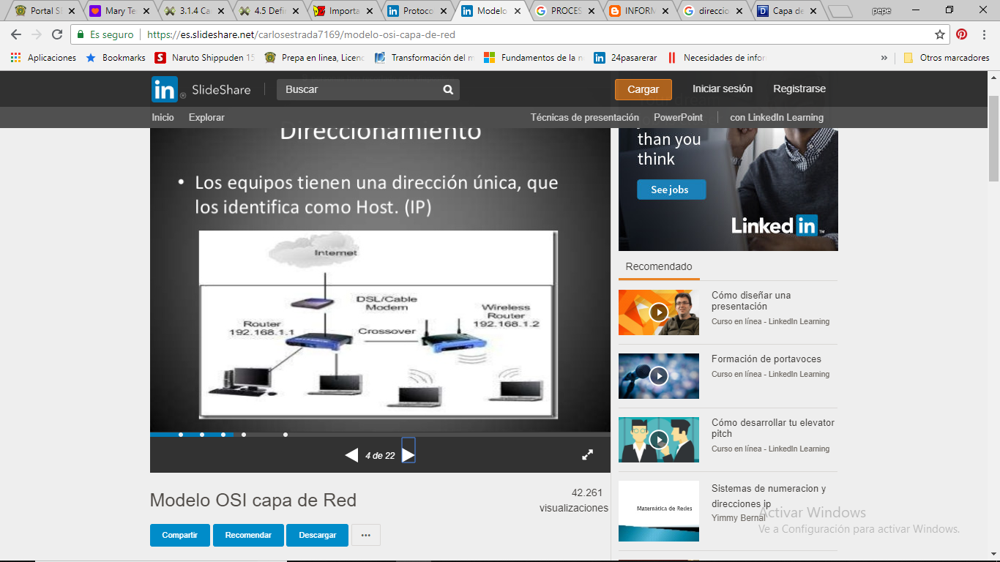 Portal S
Mary Te
3.1.4 Ca
4.5 Defi
Importa
Protoco
Modelo
PROCES
INFORM
direccio
Capa de
pepe
Es seguro
https://es.slideshare.net/carlosestrada7169/modelo-osi-capa-de-red
Aplicaciones
Bookmarks
Naruto Shippuden 15
Prepa en linea, Licenc
Transformación del m
Fundamentos de la n
24pasarerar
Necesidades de infor
»
Otros marcadores
in® SlideShare
Buscar
Cargar
Iniciar sesión
Registrarse
Inicio
Explorar
Técnicas de presentación
PowerPoint
con LinkedIn Learning
Direccionamiento
• Los equipos tienen una dirección única, que
los identifica como Host. (IP)
Internet
DSL/Cable
Modem
Wireless
Router
192.168.1.2
Router
192.168.1.1
Crossover
4 de 22
Modelo OSI capa de Red
42.261
visualizaciones
Compartir
Recomendar
Descargar
...
than you
think
See jobs
Linked in™
Recomendado
Cómo diseñar una
presentación
Curso en línea - LinkedIn Learning
Formación de portavoces
Curso en línea - LinkedIn Learning
Cómo desarrollar tu elevator
pitch
Curso en línea - LinkedIn Learning
Matemática de Redes
Sistemas de numeracion y
direcciones ip
Yimmy Bernal
Activar Windows
Ve a Configuración para activar Windows.